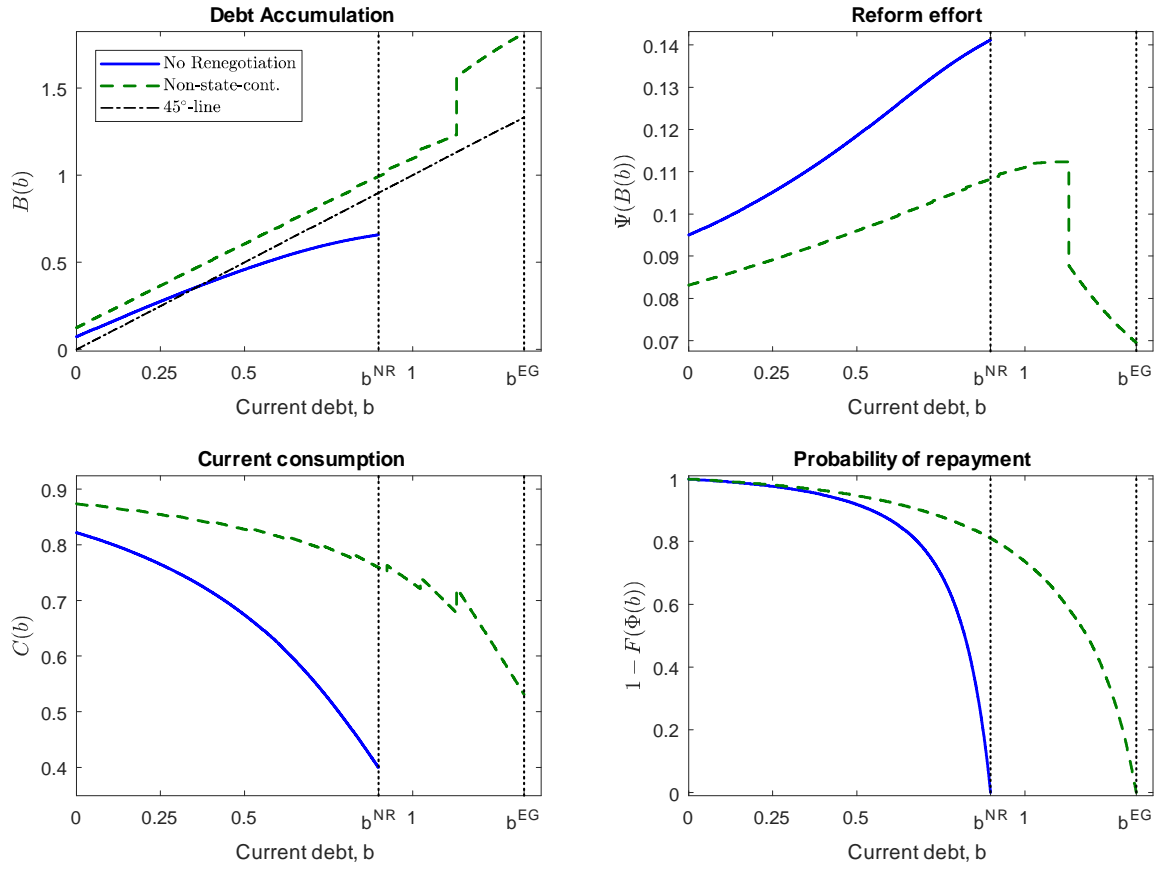 Debt Accumulation
B(b)
1.5
1
0.5
0
No Renegotiation
Non-state-cont.
45°-line
0 0.25 0.5 b^NR 1 b^EG
Current debt, b
Reform effort
Ψ(B(b))
0.14
0.13
0.12
0.11
0.1
0.09
0.08
0.07
0 0.25 0.5 b^NR 1 b^EG
Current debt, b
Current consumption
C(b)
0.9
0.8
0.7
0.6
0.5
0.4
0 0.25 0.5 b^NR 1 b^EG
Current debt, b
Probability of repayment
1 − F(Φ(b))
1
0.8
0.6
0.4
0.2
0
0 0.25 0.5 b^NR 1 b^EG
Current debt, b